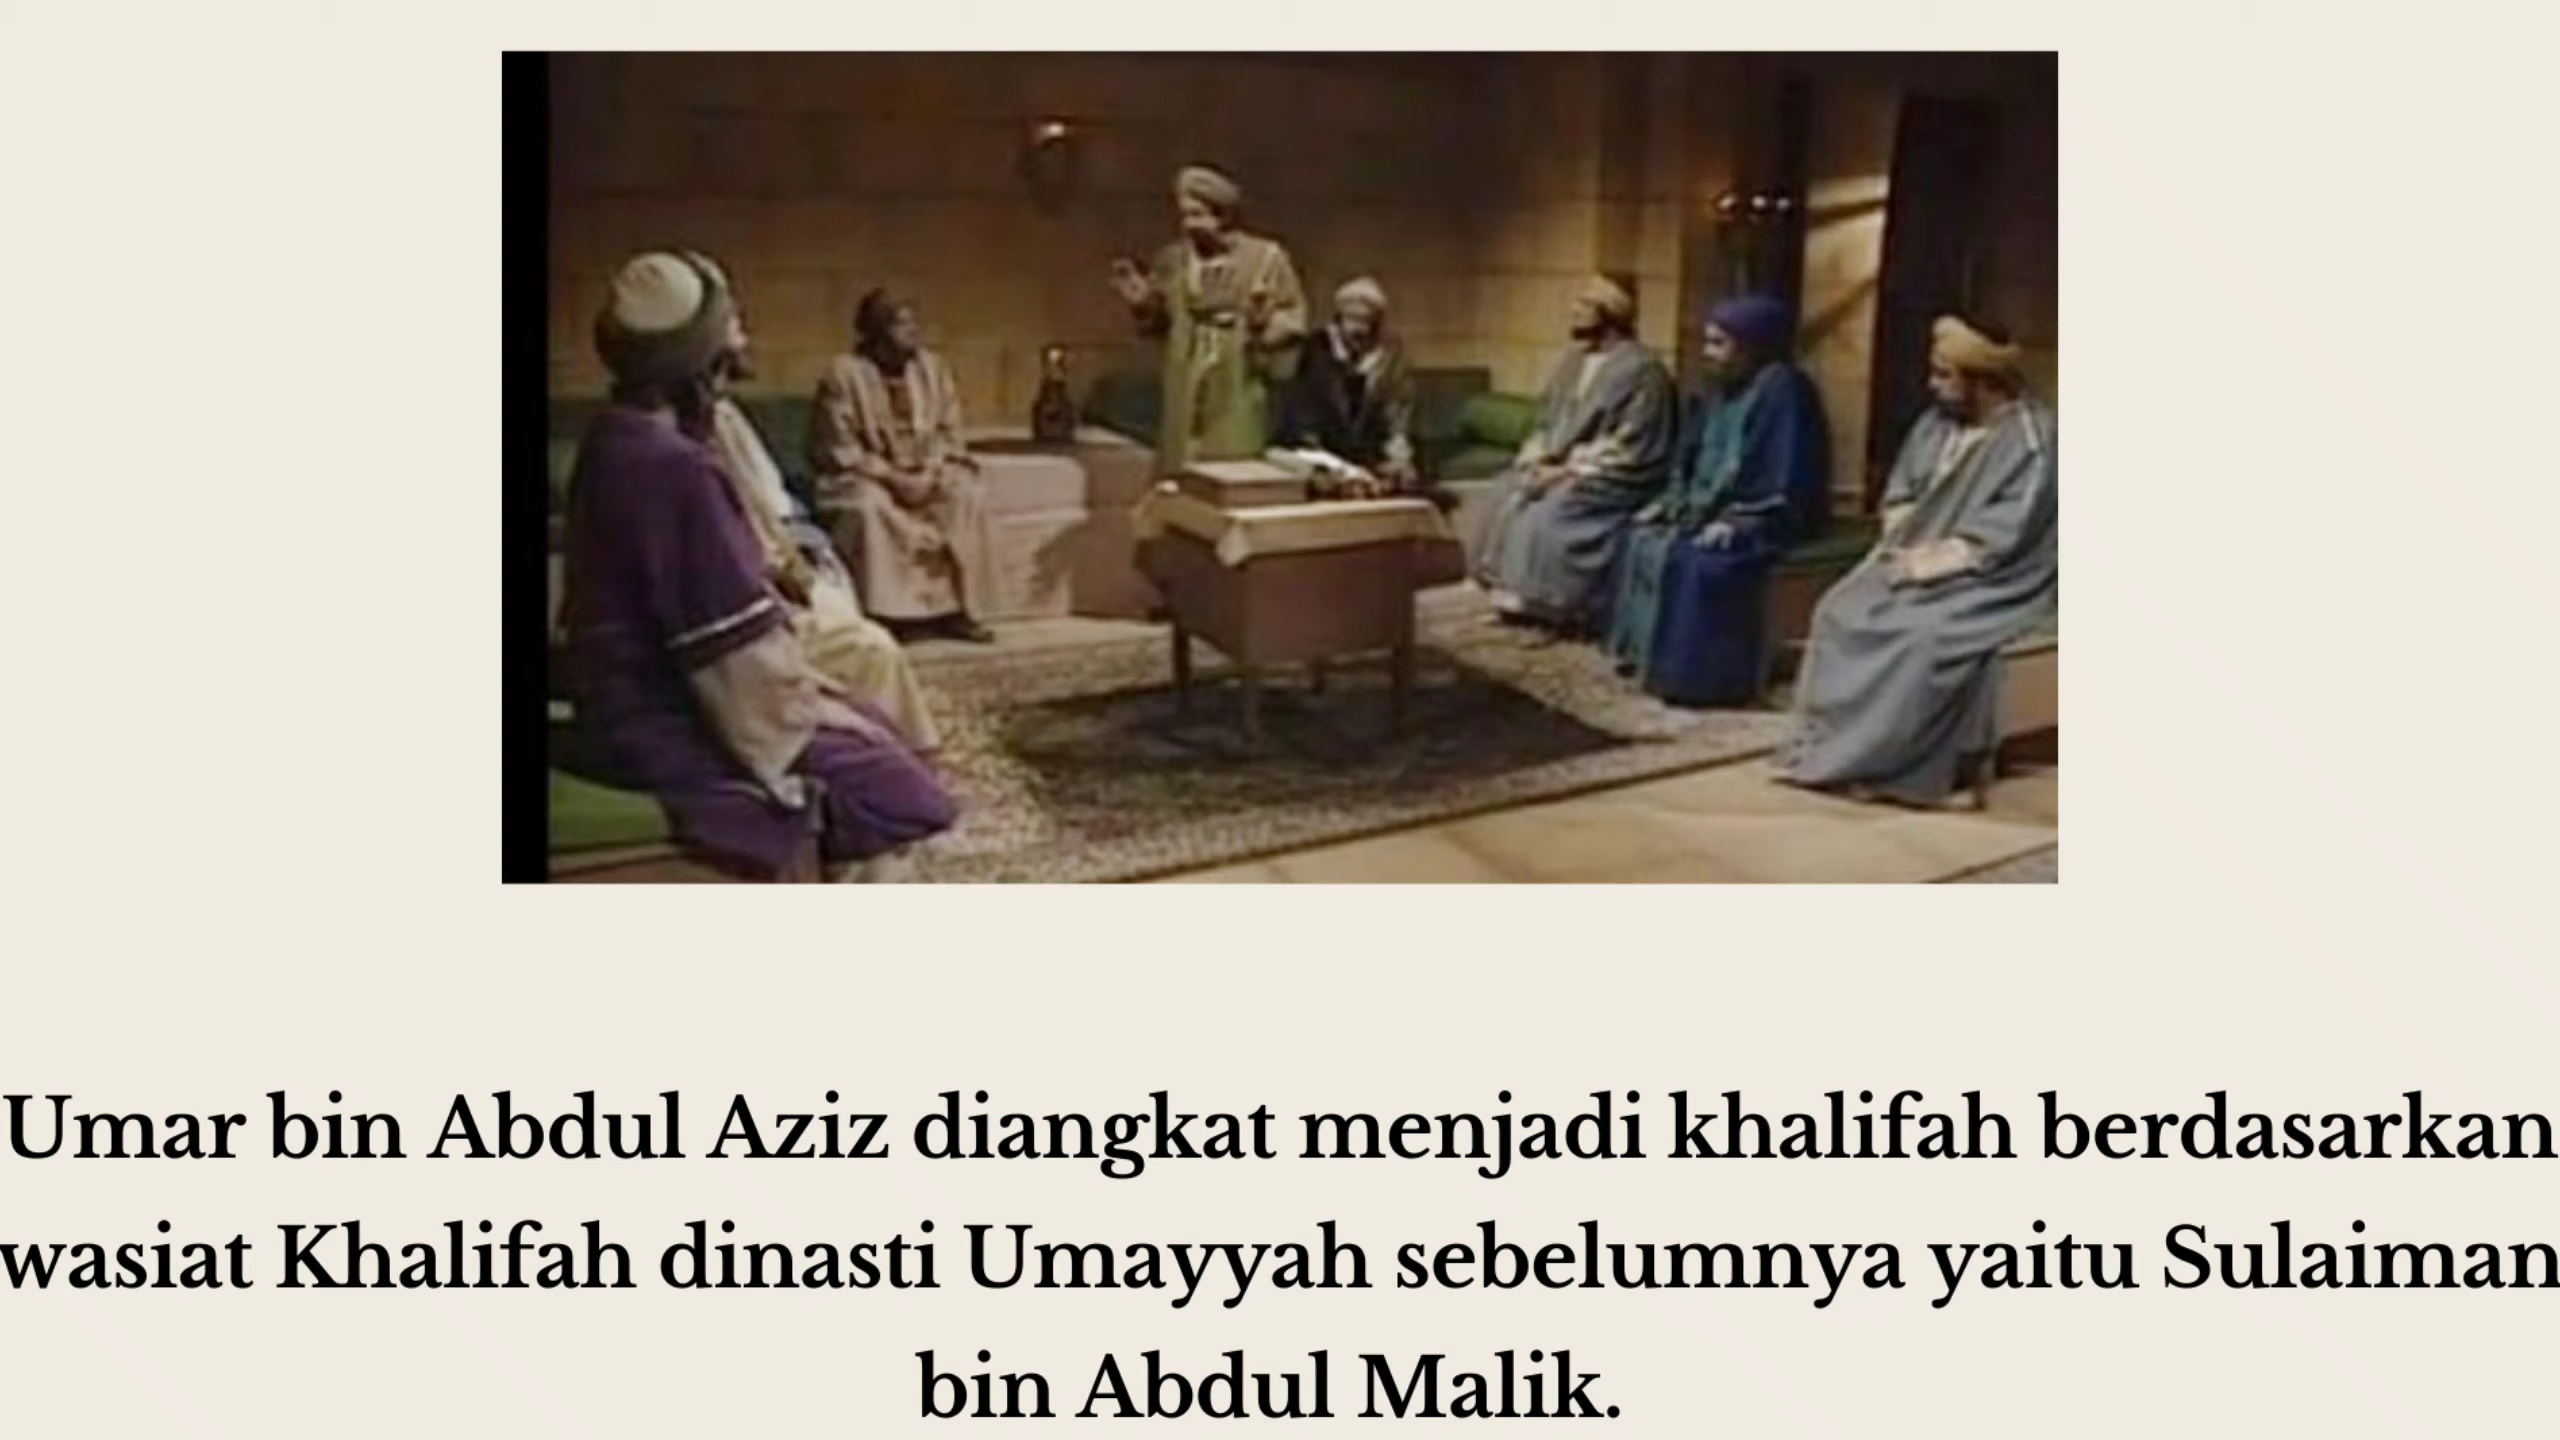 Umar bin Abdul Aziz diangkat menjadi khalifah berdasarkan
wasiat Khalifah dinasti Umayyah sebelumnya yaitu Sulaiman
bin Abdul Malik.